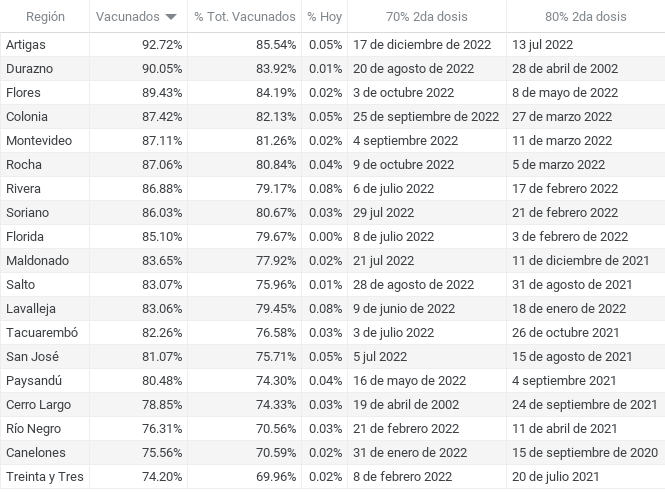 Región Vacunados % Tot. Vacunados % Hoy 70% 2da dosis 80% 2da dosis
Artigas 92.72% 85.54% 0.05% 17 de diciembre de 2022 13 jul 2022
Durazno 90.05% 83.92% 0.01% 20 de agosto de 2022 28 de abril de 2002
Flores 89.43% 84.19% 0.02% 3 de octubre 2022 8 de mayo de 2022
Colonia 87.42% 82.13% 0.05% 25 de septiembre de 2022 27 de marzo 2022
Montevideo 87.11% 81.26% 0.02% 4 septiembre 2022 11 de marzo 2022
Rocha 87.06% 80.84% 0.04% 9 de octubre 2022 5 de marzo 2022
Rivera 86.88% 79.17% 0.08% 6 de julio 2022 17 de febrero 2022
Soriano 86.03% 80.67% 0.03% 29 jul 2022 21 de febrero 2022
Florida 85.10% 79.67% 0.00% 8 de julio 2022 3 de febrero de 2022
Maldonado 83.65% 77.92% 0.02% 21 jul 2022 11 de diciembre de 2021
Salto 83.07% 75.96% 0.01% 28 de agosto de 2022 31 de agosto de 2021
Lavalleja 83.06% 79.45% 0.08% 9 de junio de 2022 18 de enero de 2022
Tacuarembó 82.26% 76.58% 0.03% 3 de julio 2022 26 de octubre 2021
San José 81.07% 75.71% 0.05% 5 jul 2022 15 de agosto de 2021
Paysandú 80.48% 74.30% 0.04% 16 de mayo de 2022 4 septiembre 2021
Cerro Largo 78.85% 74.33% 0.03% 19 de abril de 2002 24 de septiembre de 2021
Río Negro 76.31% 70.56% 0.03% 21 de febrero 2022 11 de abril de 2021
Canelones 75.56% 70.59% 0.02% 31 de enero de 2022 15 de septiembre de 2020
Treinta y Tres 74.20% 69.96% 0.02% 8 de febrero 2022 20 de julio 2021